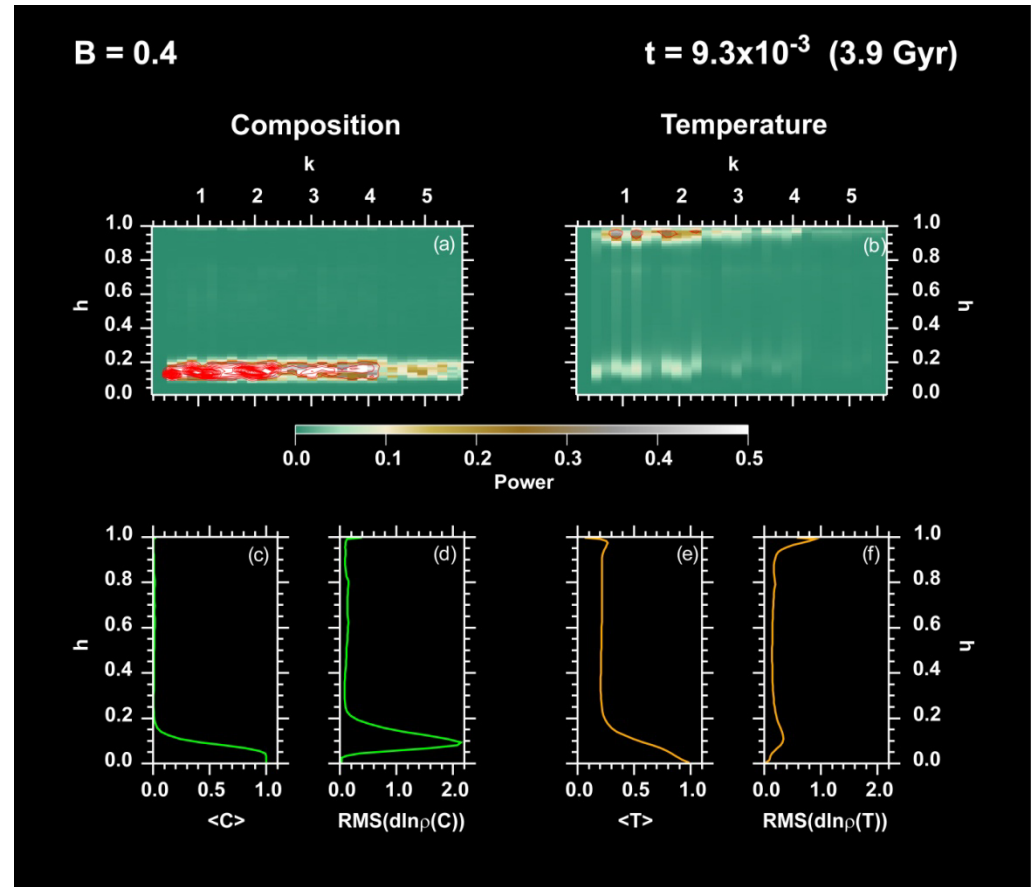 B = 0.4
t = 9.3x10⁻³ (3.9 Gyr)
Composition
Temperature
k
k
1 2 3 4 5
1 2 3 4 5
(a)
(b)
1.0
0.8
0.6
0.4
0.2
0.0
h
1.0
0.8
0.6
0.4
0.2
0.0
h
0.0 0.1 0.2 0.3 0.4 0.5
Power
(c)
(d)
(e)
(f)
1.0
0.8
0.6
0.4
0.2
0.0
h
1.0
0.8
0.6
0.4
0.2
0.0
h
0.0 0.5 1.0
0.0 1.0 2.0
0.0 0.5 1.0
0.0 1.0 2.0
<C>
RMS(dlnρ(C))
<T>
RMS(dlnρ(T))